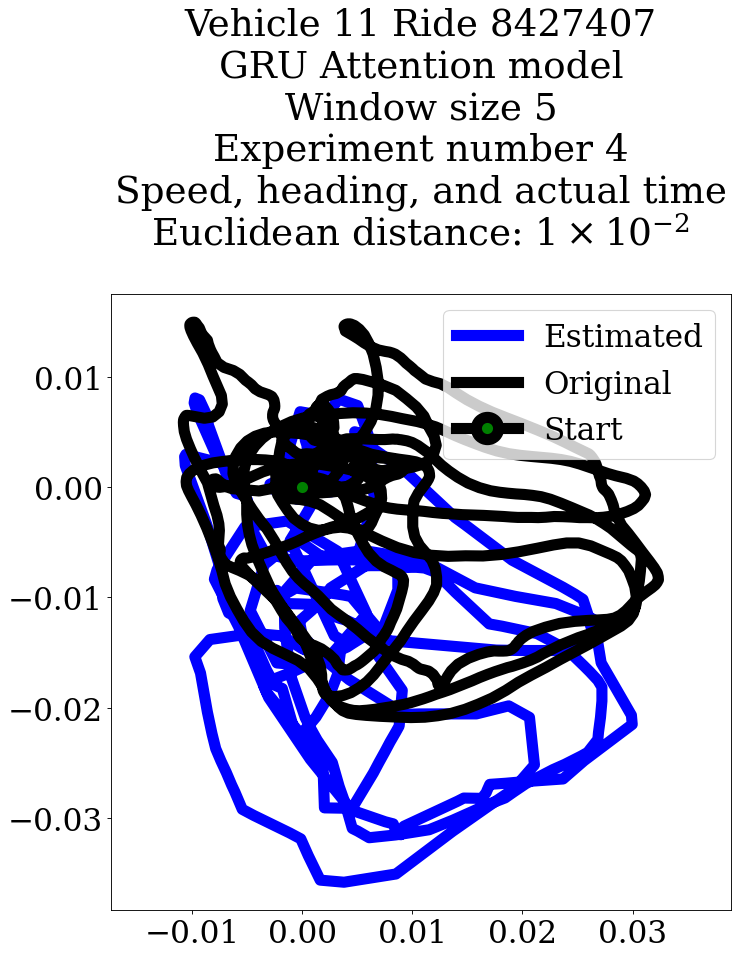 Vehicle 11 Ride 8427407
GRU Attention model
Window size 5
Experiment number 4
Speed, heading, and actual time
Euclidean distance: 1 × 10⁻²
Estimated
Original
Start
0.01
0.00
−0.01
−0.02
−0.03
−0.01 0.00 0.01 0.02 0.03